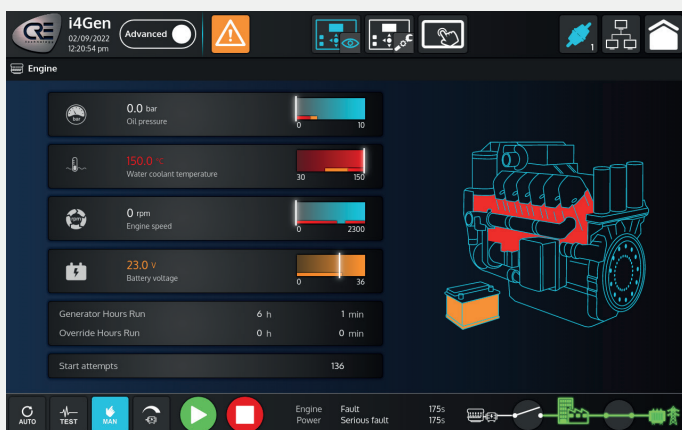 CRE
TECHNOLOGY
i4Gen
02/09/2022
12:20:54 pm
Advanced
1
Engine
bar
0.0 bar
Oil pressure
0 10
150.0 °C
Water coolant temperature
30 150
rpm
0 rpm
Engine speed
0 2300
23.0 V
Battery voltage
0 36
Generator Hours Run 6 h 1 min
Override Hours Run 0 h 0 min
Start attempts 136
AUTO
TEST
MAN
Engine Fault 175s
Power Serious fault 175s